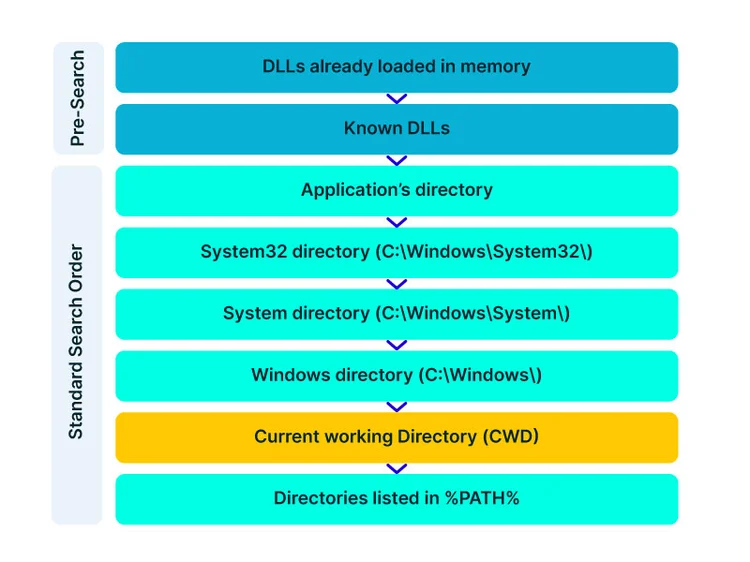 Pre-Search
DLLs already loaded in memory
Known DLLs
Standard Search Order
Application’s directory
System32 directory (C:\Windows\System32\)
System directory (C:\Windows\System\)
Windows directory (C:\Windows\)
Current working Directory (CWD)
Directories listed in %PATH%